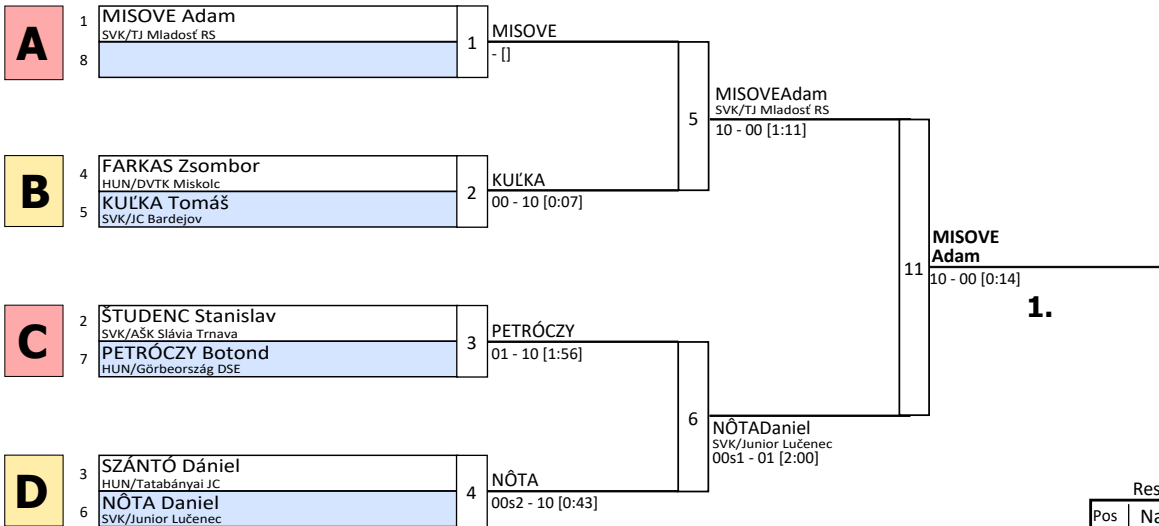 A
1
MISOVE Adam
SVK/TJ Mladosť RS
8
1
MISOVE
- []
B
4
FARKAS Zsombor
HUN/DVTK Miskolc
5
KUĽKA Tomáš
SVK/JC Bardejov
2
KUĽKA
00 - 10 [0:07]
5
MISOVEAdam
SVK/TJ Mladosť RS
10 - 00 [1:11]
C
2
ŠTUDENC Stanislav
SVK/AŠK Slávia Trnava
7
PETRÓCZY Botond
HUN/Görbeország DSE
3
PETRÓCZY
01 - 10 [1:56]
D
3
SZÁNTÓ Dániel
HUN/Tatabányai JC
6
NÔTA Daniel
SVK/Junior Lučenec
4
NÔTA
00s2 - 10 [0:43]
6
NÔTADaniel
SVK/Junior Lučenec
00s1 - 01 [2:00]
11
MISOVE
Adam
10 - 00 [0:14]
1.
Res
Pos Na